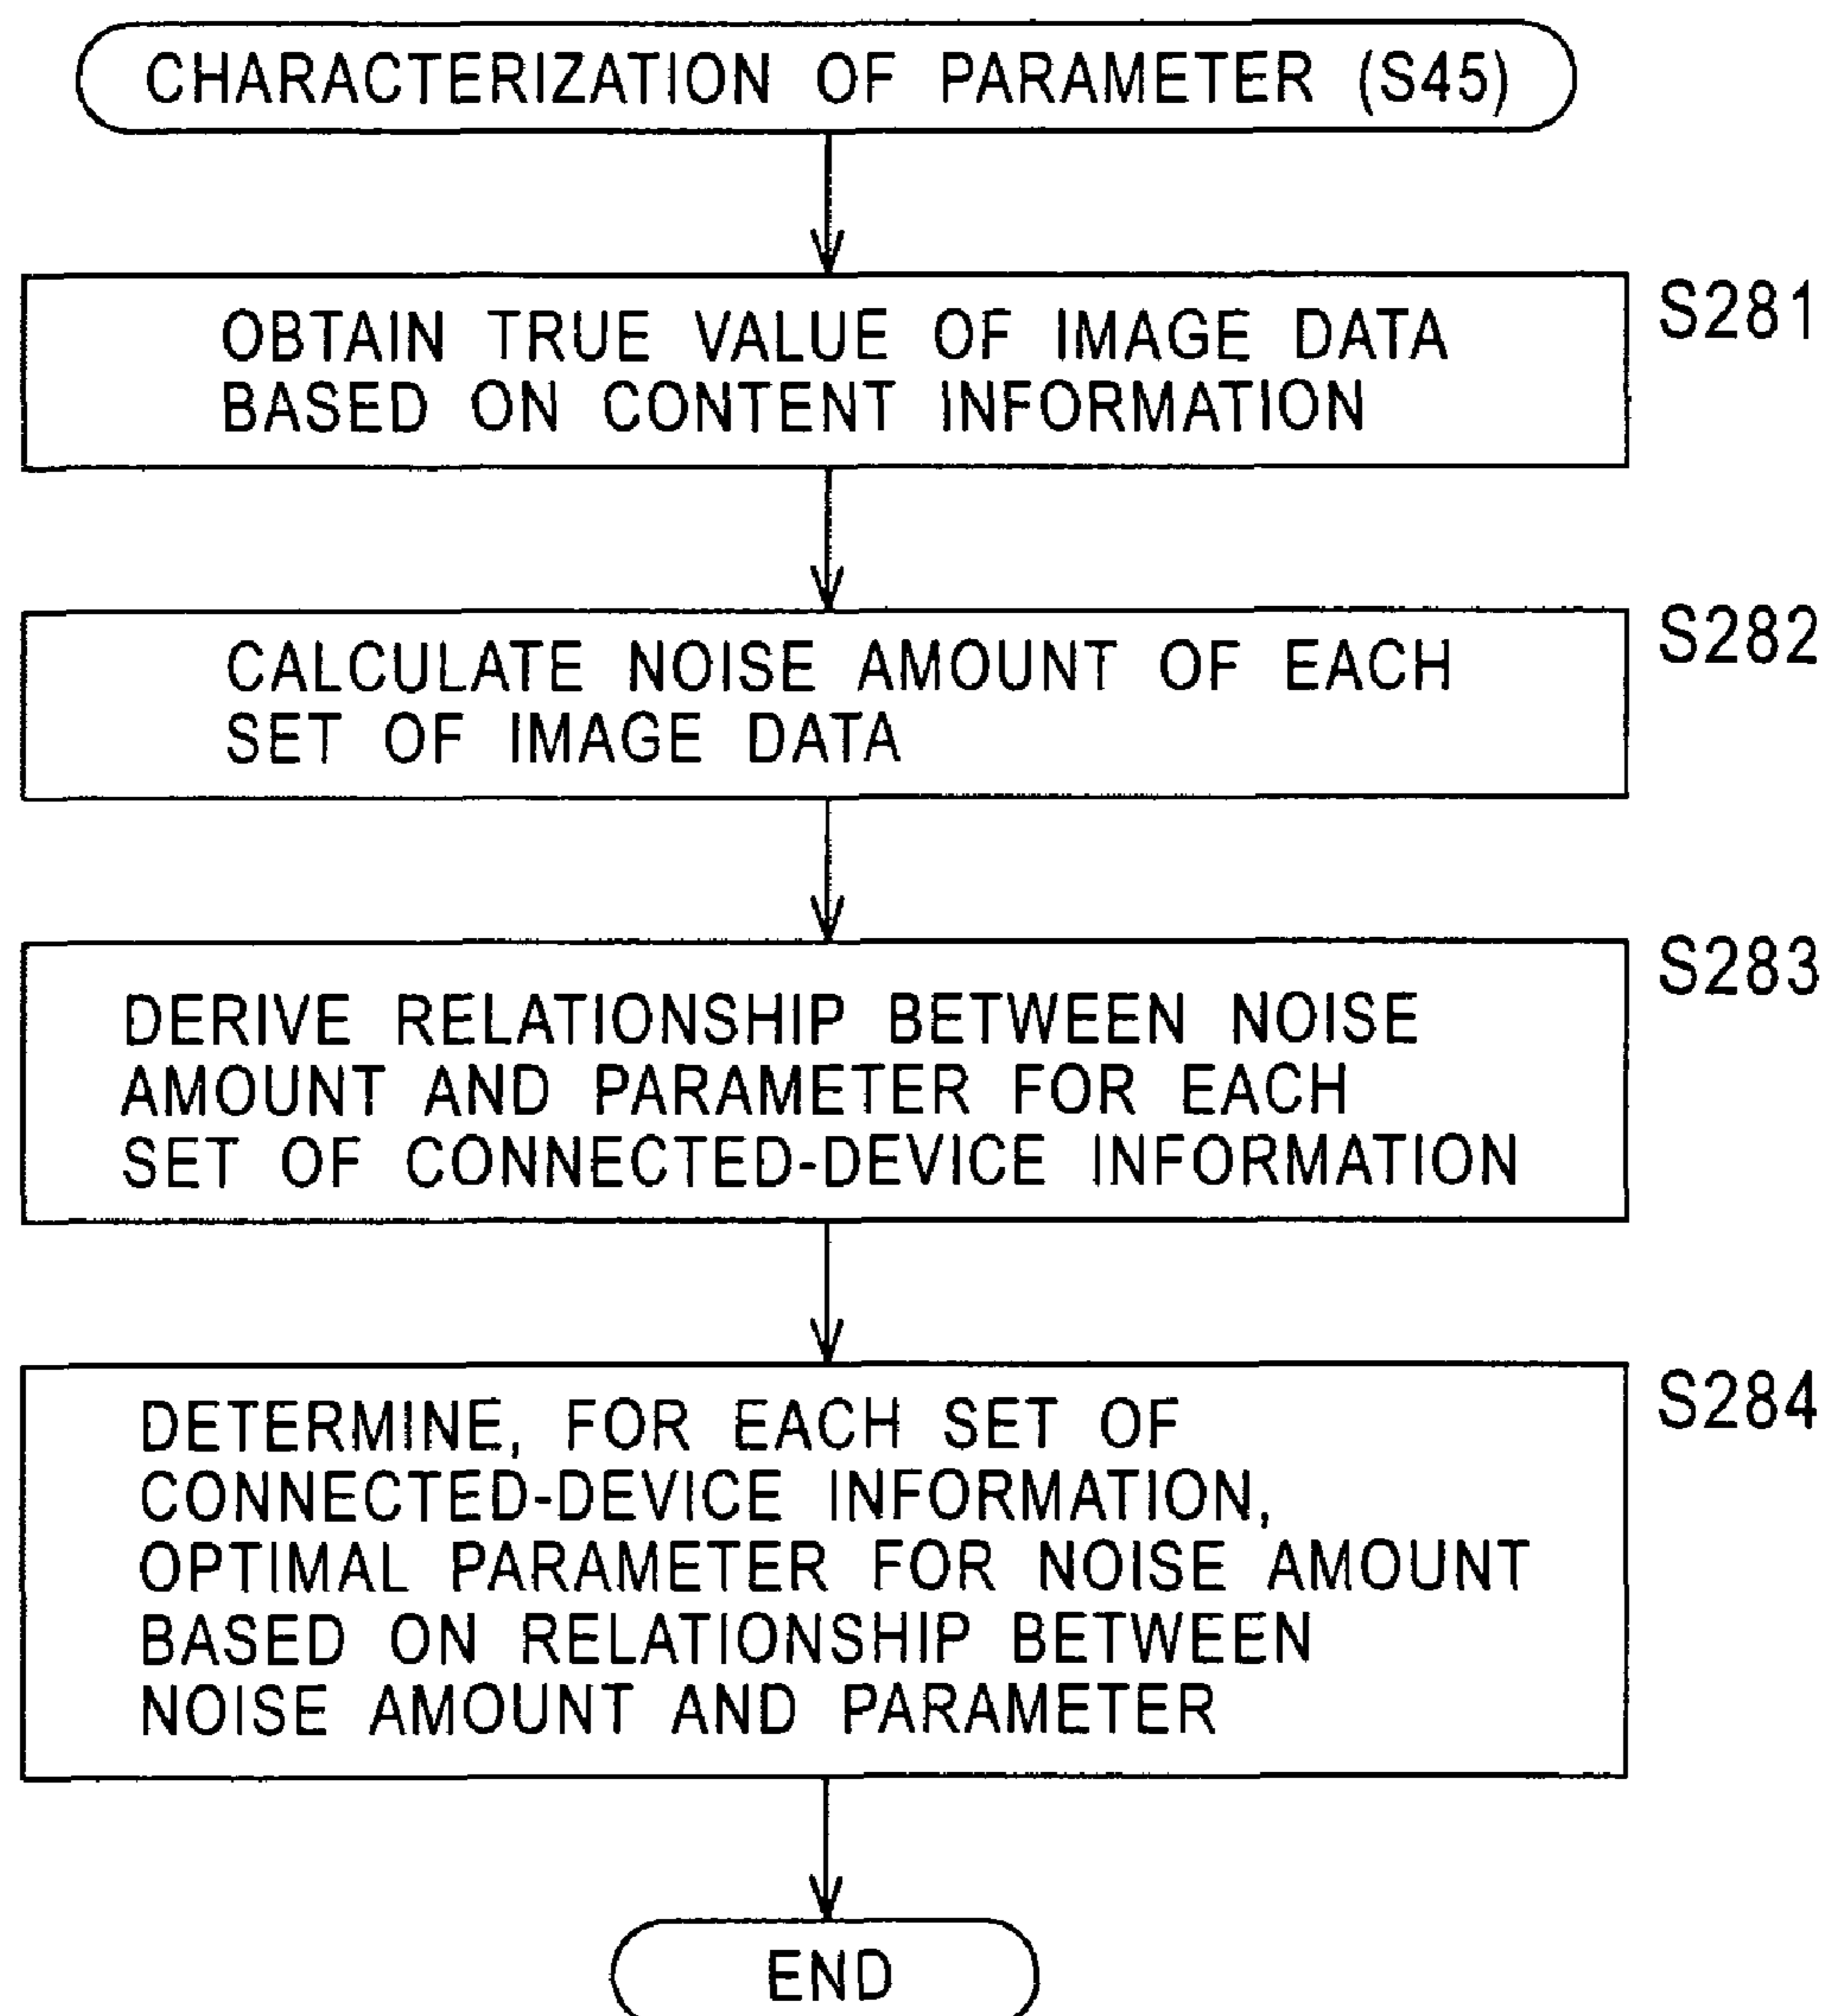 CHARACTERIZATION OF PARAMETER (S45)
OBTAIN TRUE VALUE OF IMAGE DATA
BASED ON CONTENT INFORMATION
S281
CALCULATE NOISE AMOUNT OF EACH
SET OF IMAGE DATA
S282
DERIVE RELATIONSHIP BETWEEN NOISE
AMOUNT AND PARAMETER FOR EACH
SET OF CONNECTED-DEVICE INFORMATION
S283
DETERMINE, FOR EACH SET OF
CONNECTED-DEVICE INFORMATION,
OPTIMAL PARAMETER FOR NOISE AMOUNT
BASED ON RELATIONSHIP BETWEEN
NOISE AMOUNT AND PARAMETER
S284
END